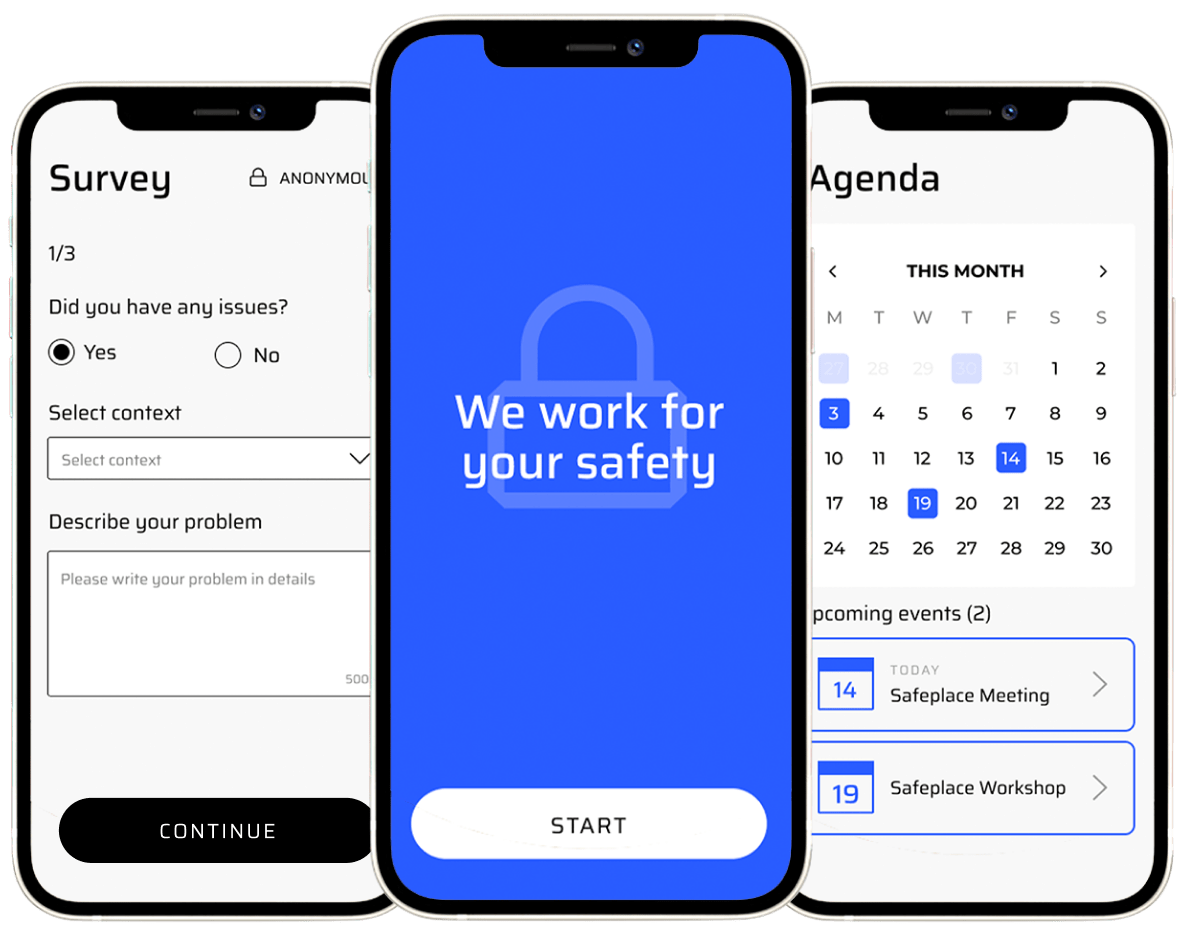 Survey
ANONYMOU
1/3
Did you have any issues?
Yes No
Select context
Select context
Describe your problem
Please write your problem in details
500
CONTINUE
We work for
your safety
START
Agenda
THIS MONTH
M T W T F S S
27 28 29 30 31 1 2
3 4 5 6 7 8 9
10 11 12 13 14 15 16
17 18 19 20 21 22 23
24 25 26 27 28 29 30
pcoming events (2)
14
TODAY
Safeplace Meeting
19
Safeplace Workshop